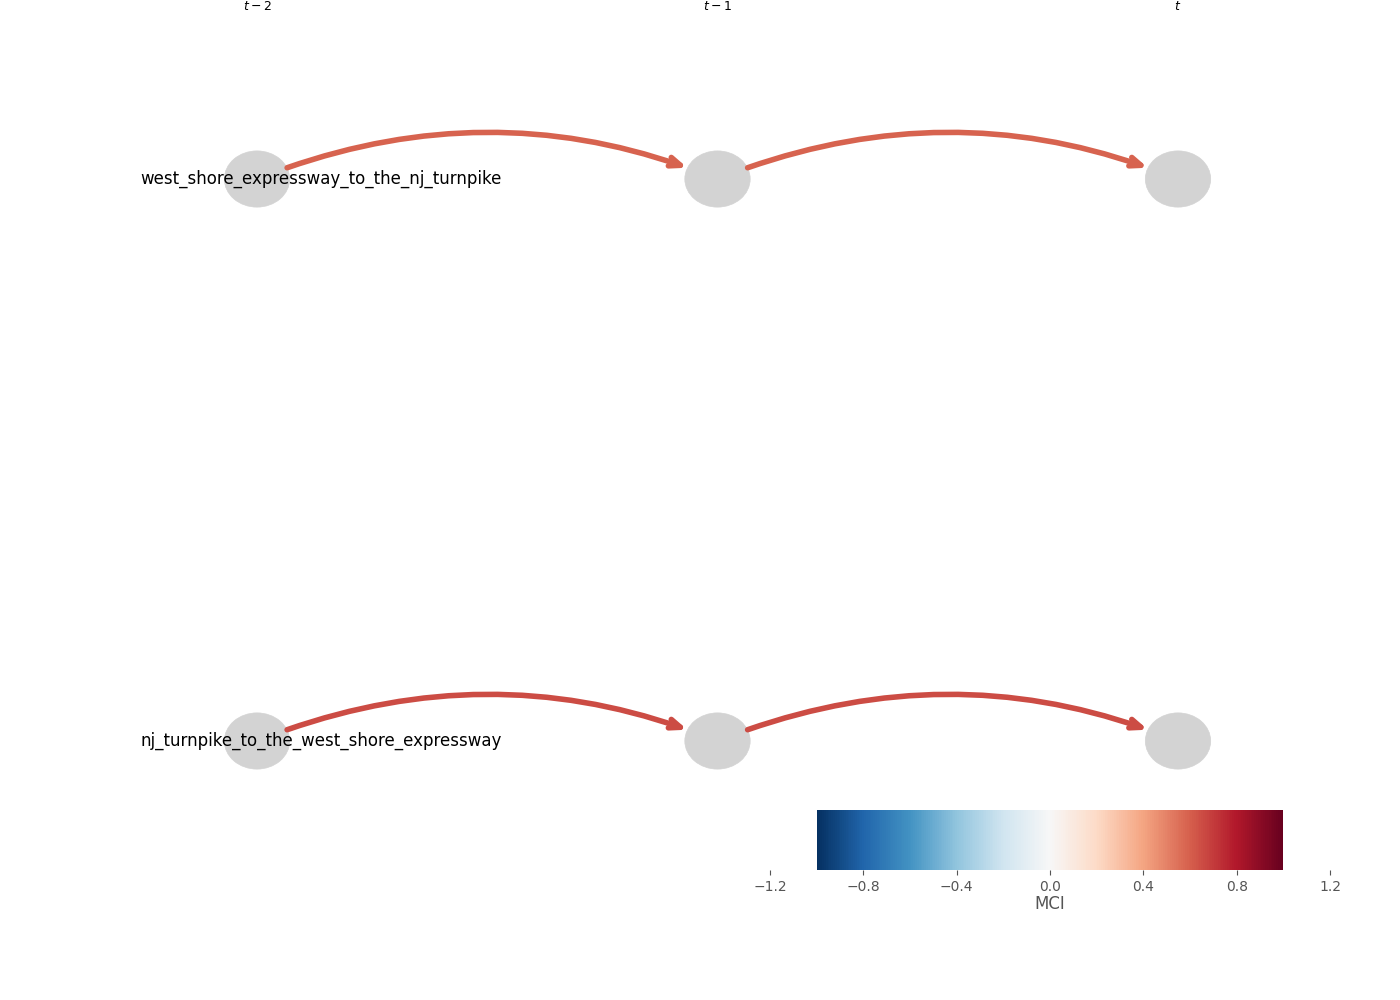 t − 2 t − 1 t
west_shore_expressway_to_the_nj_turnpike
nj_turnpike_to_the_west_shore_expressway
−1.2 −0.8 −0.4 0.0 0.4 0.8 1.2
MCI